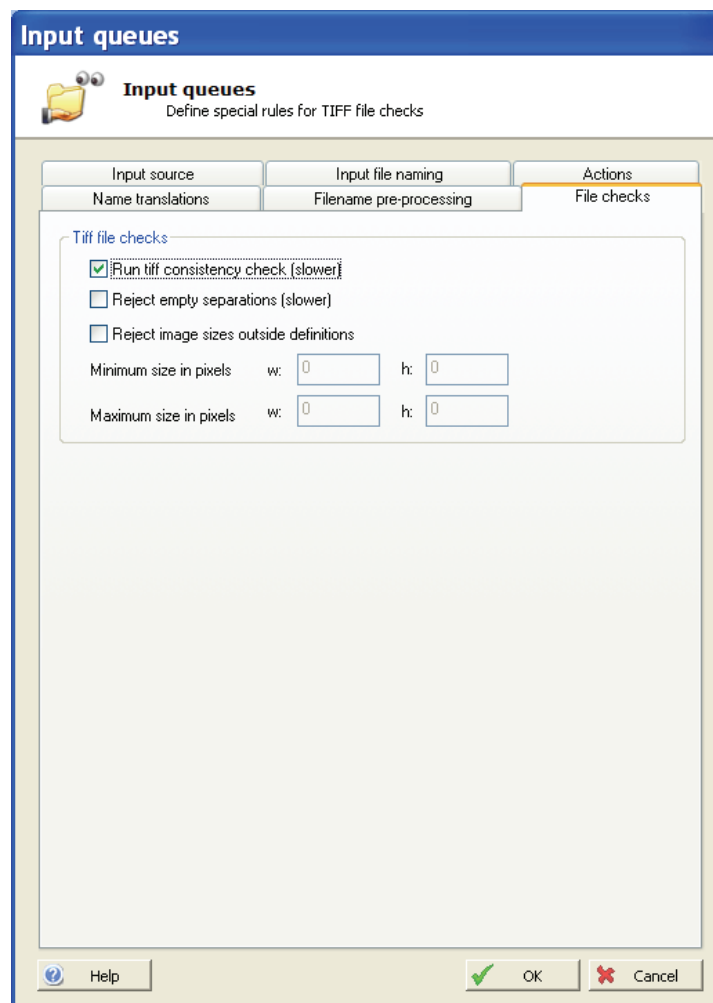 Input queues
Input queues
Define special rules for TIFF file checks
Input source Input file naming Actions
Name translations Filename pre-processing File checks
Tiff file checks
Run tiff consistency check (slower)
Reject empty separations (slower)
Reject image sizes outside definitions
Minimum size in pixels w: 0 h: 0
Maximum size in pixels w: 0 h: 0
Help OK Cancel